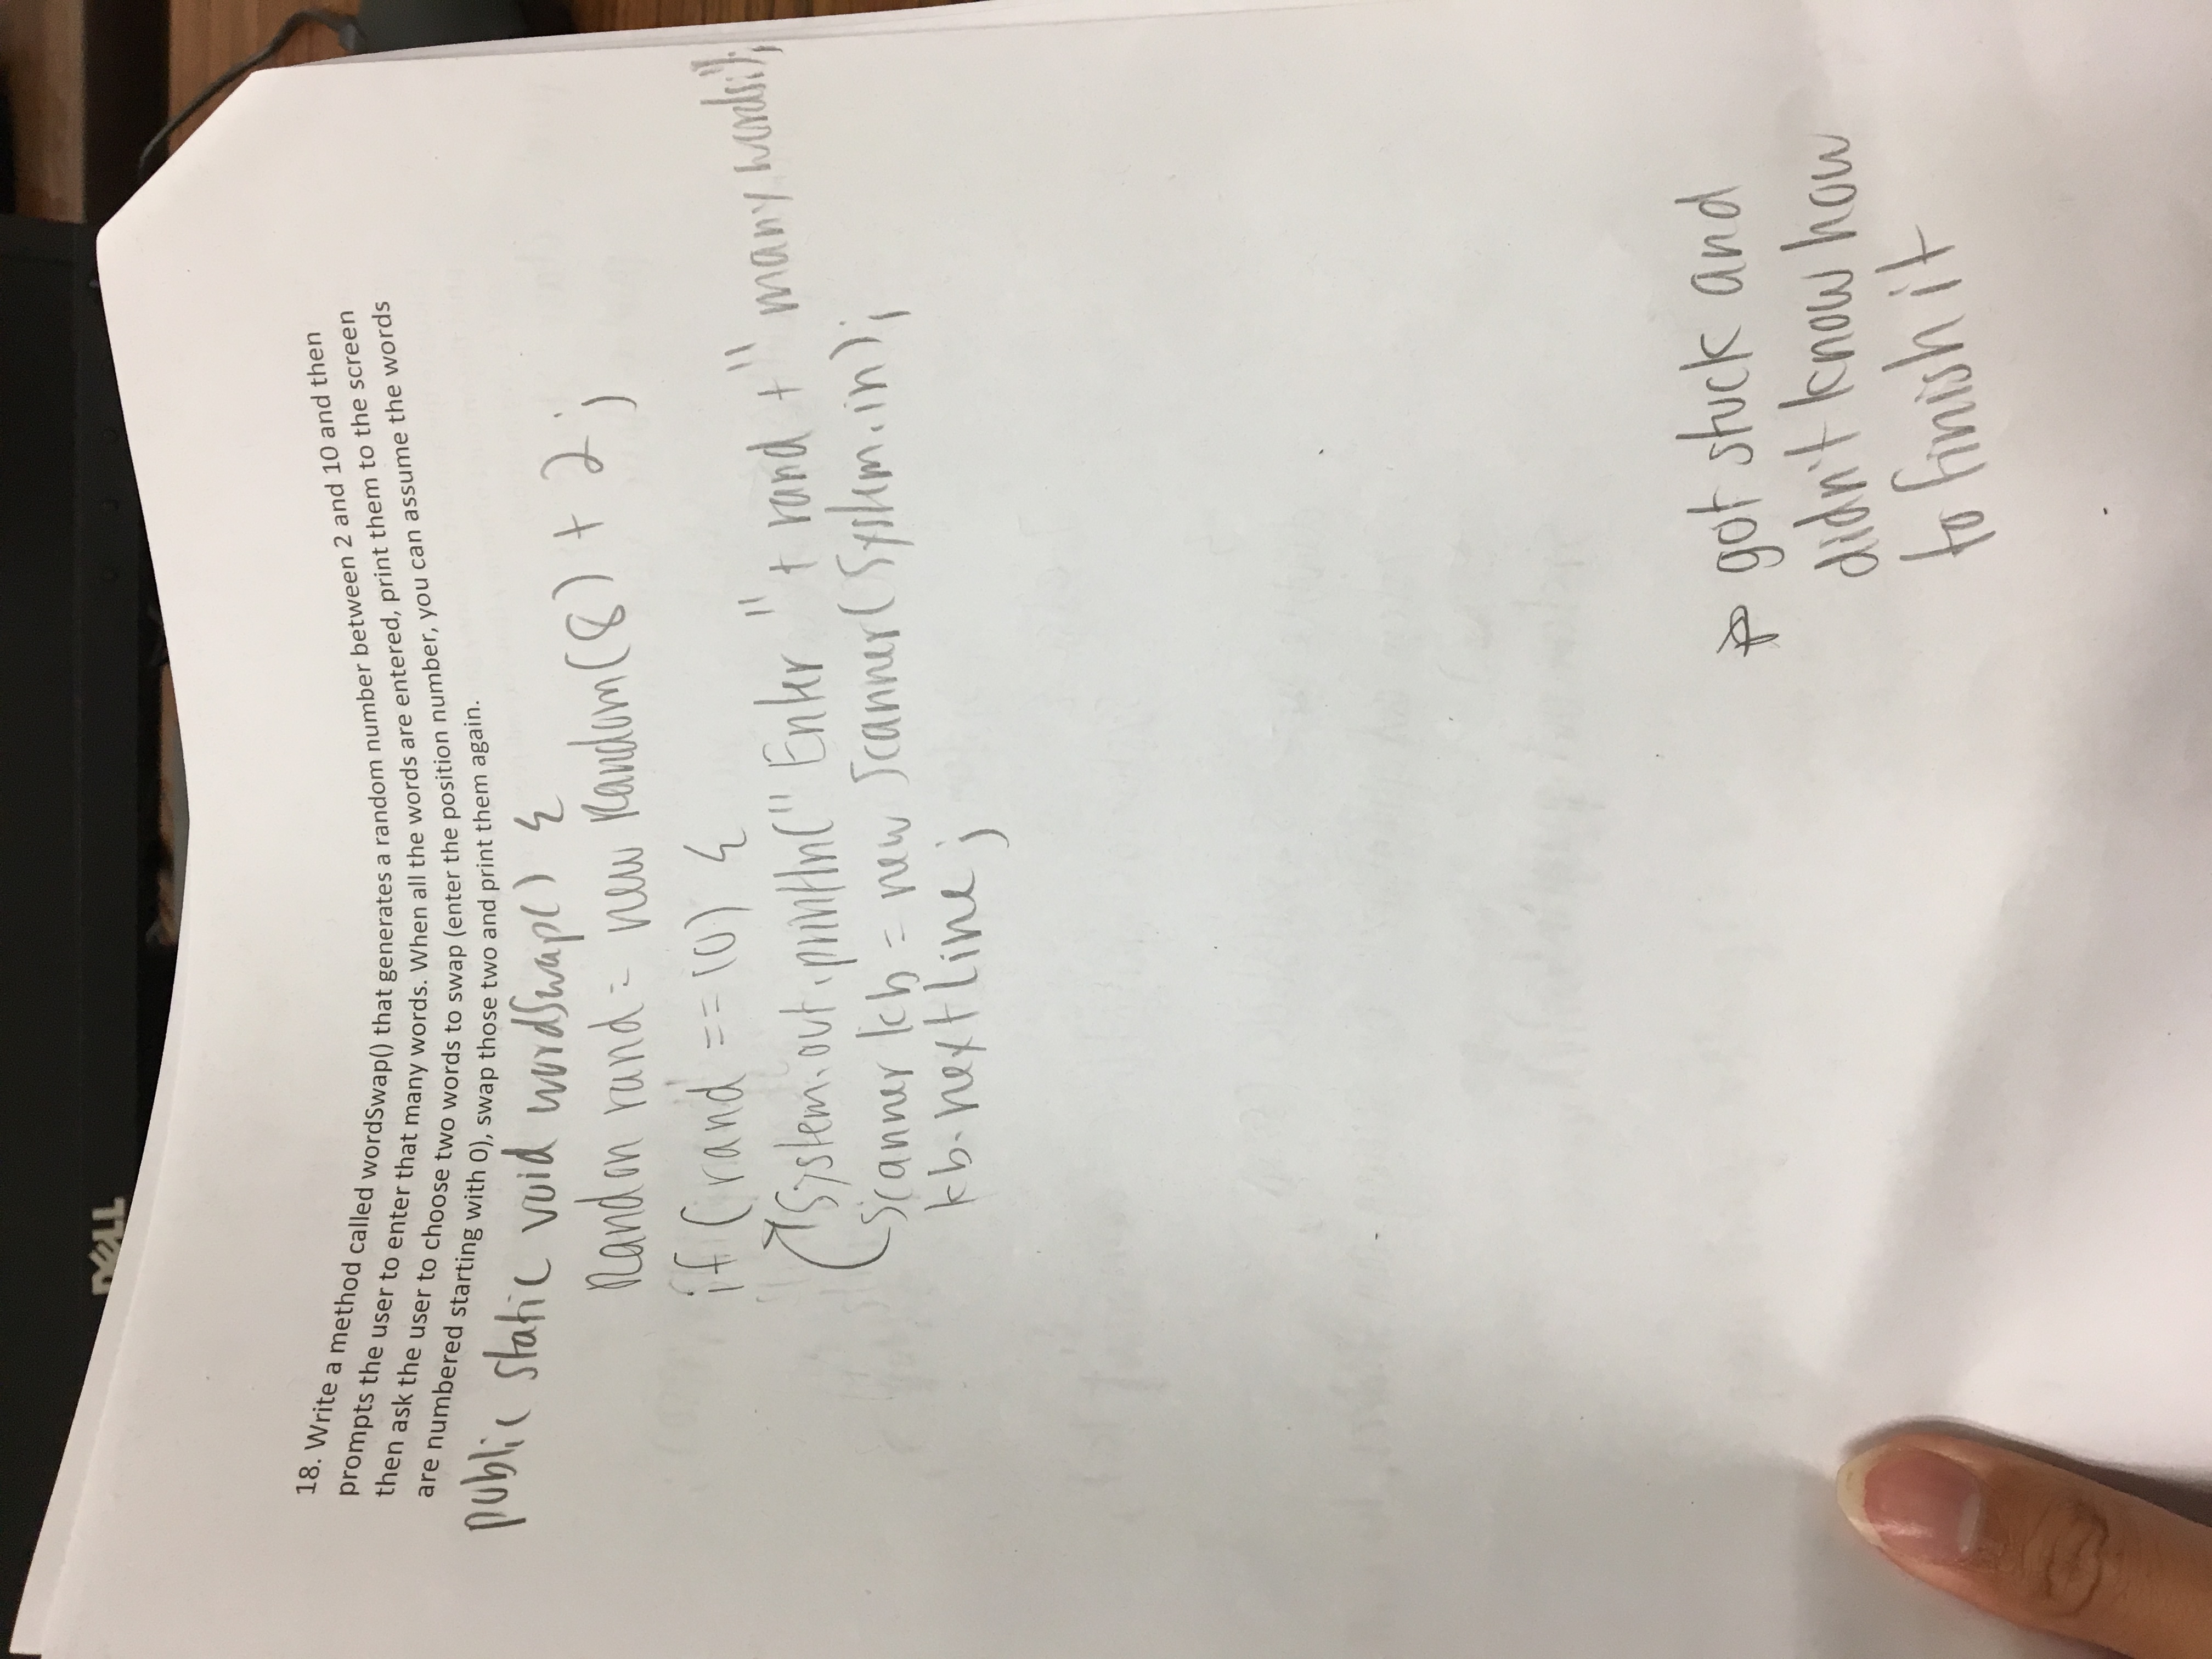 DELL
18. Write a method called wordSwap() that generates a random number between 2 and 10 and then
prompts the user to enter that many words. When all the words are entered, print them to the screen
then ask the user to choose two words to swap (enter the position number, you can assume the words
are numbered starting with 0), swap those two and print them again.
public static void wordSwap() {
Random rand = new Random(8) + 2;
if (rand == 10) {
System.out.println(" Enter " + rand + " many words:");
Scanner kb = new Scanner(System.in);
kb.nextLine;
got stuck and
didn't know how
to finish it